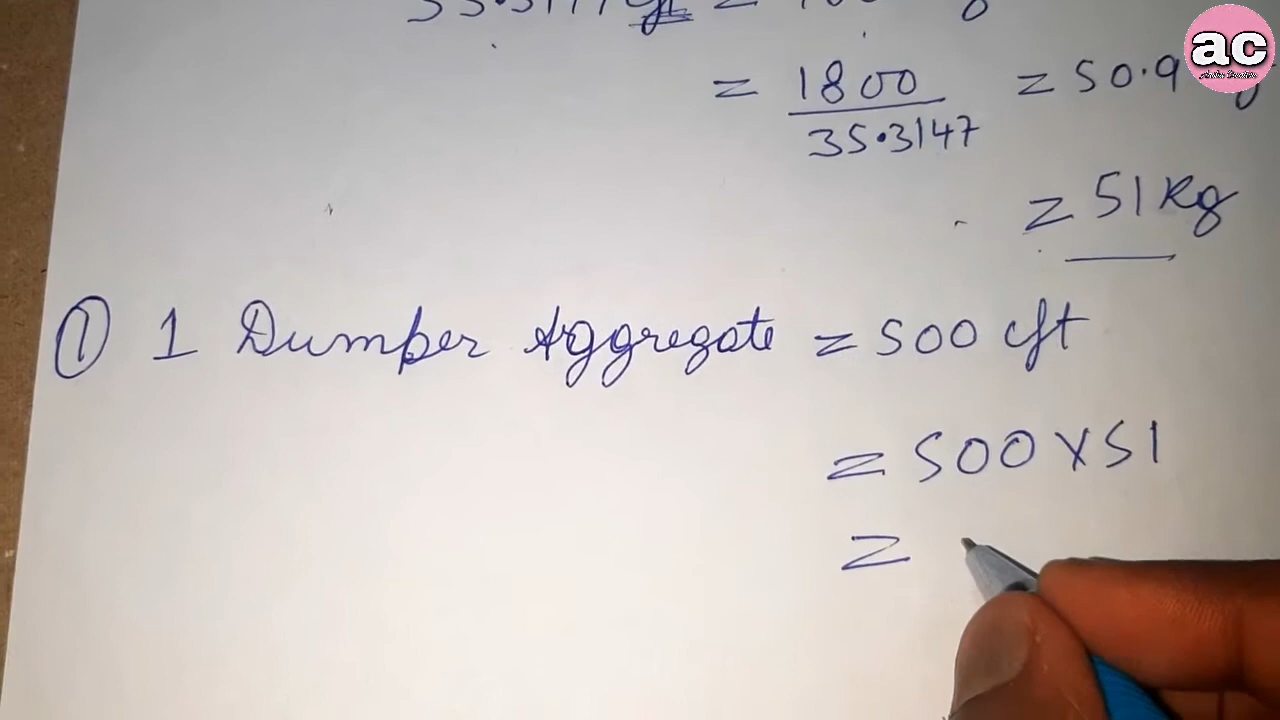 ac
= 1800 / 35.3147 = 50.9
= 51 Kg
① 1 Dumper Aggregate = 500 cft
= 500 X 51
=